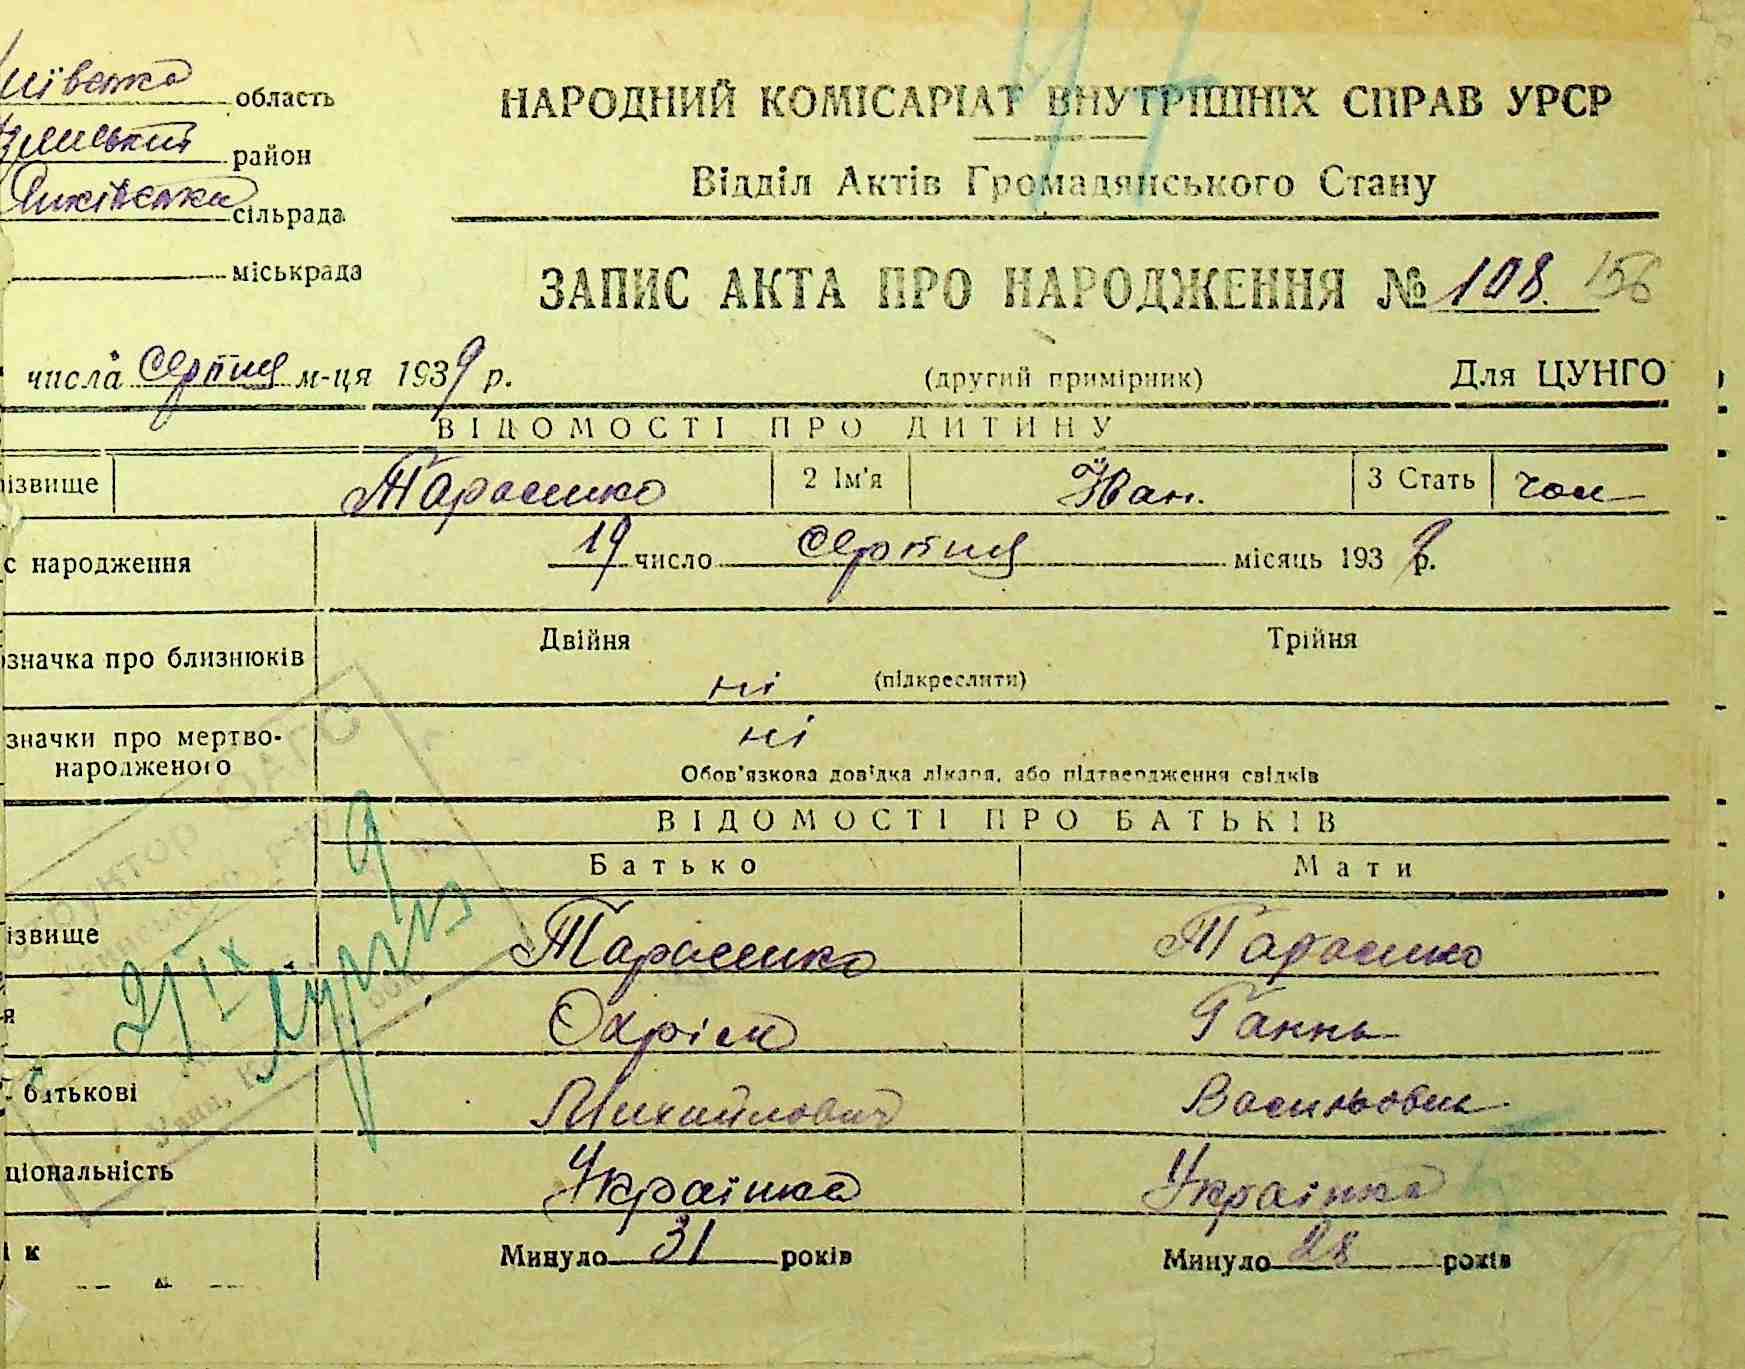 область
район
сільрада
міськрада
НАРОДНИЙ КОМІСАРІАТ ВНУТРІШНІХ СПРАВ УРСР
Відділ Актів Громадянського Стану
ЗАПИС АКТА ПРО НАРОДЖЕННЯ № 108. 156
числа серпня м-ця 1939 р. (другий примірник) Для ЦУНГО
ВІДОМОСТІ ПРО ДИТИНУ
ізвище Тарасенко 2 Ім'я Іван. 3 Стать чол
с народження 19 число серпня місяць 1939 р.
значка про близнюків Двійня Трійня
ні (підкреслити)
значки про мертво-
народженого ні
Обов'язкова довідка лікаря, або підтвердження свідків
ВІДОМОСТІ ПРО БАТЬКІВ
Батько Мати
ізвище Тарасенко Тарасенко
я Охрім Ганна
батькові Михайлович
ціональність Українка Українка
ік Минуло 31 років Минуло 28 років